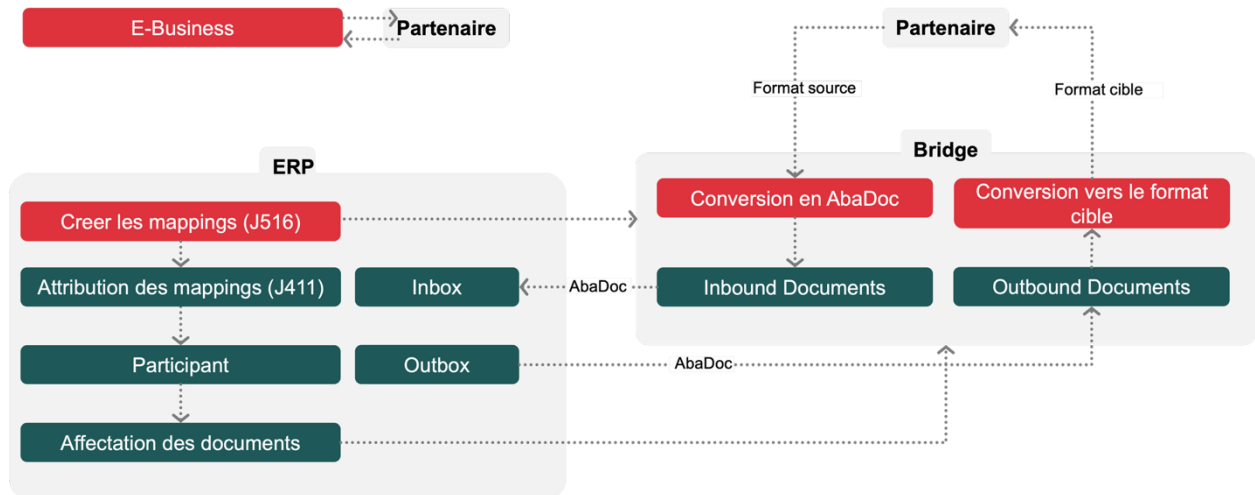 E-Business
Partenaire
Partenaire
Format source
Format cible
Bridge
ERP
Conversion en AbaDoc
Conversion vers le format
cible
Creer les mappings (J516)
Attribution des mappings (J411)
Inbox
AbaDoc
Inbound Documents
Outbound Documents
Participant
Outbox
AbaDoc
Affectation des documents